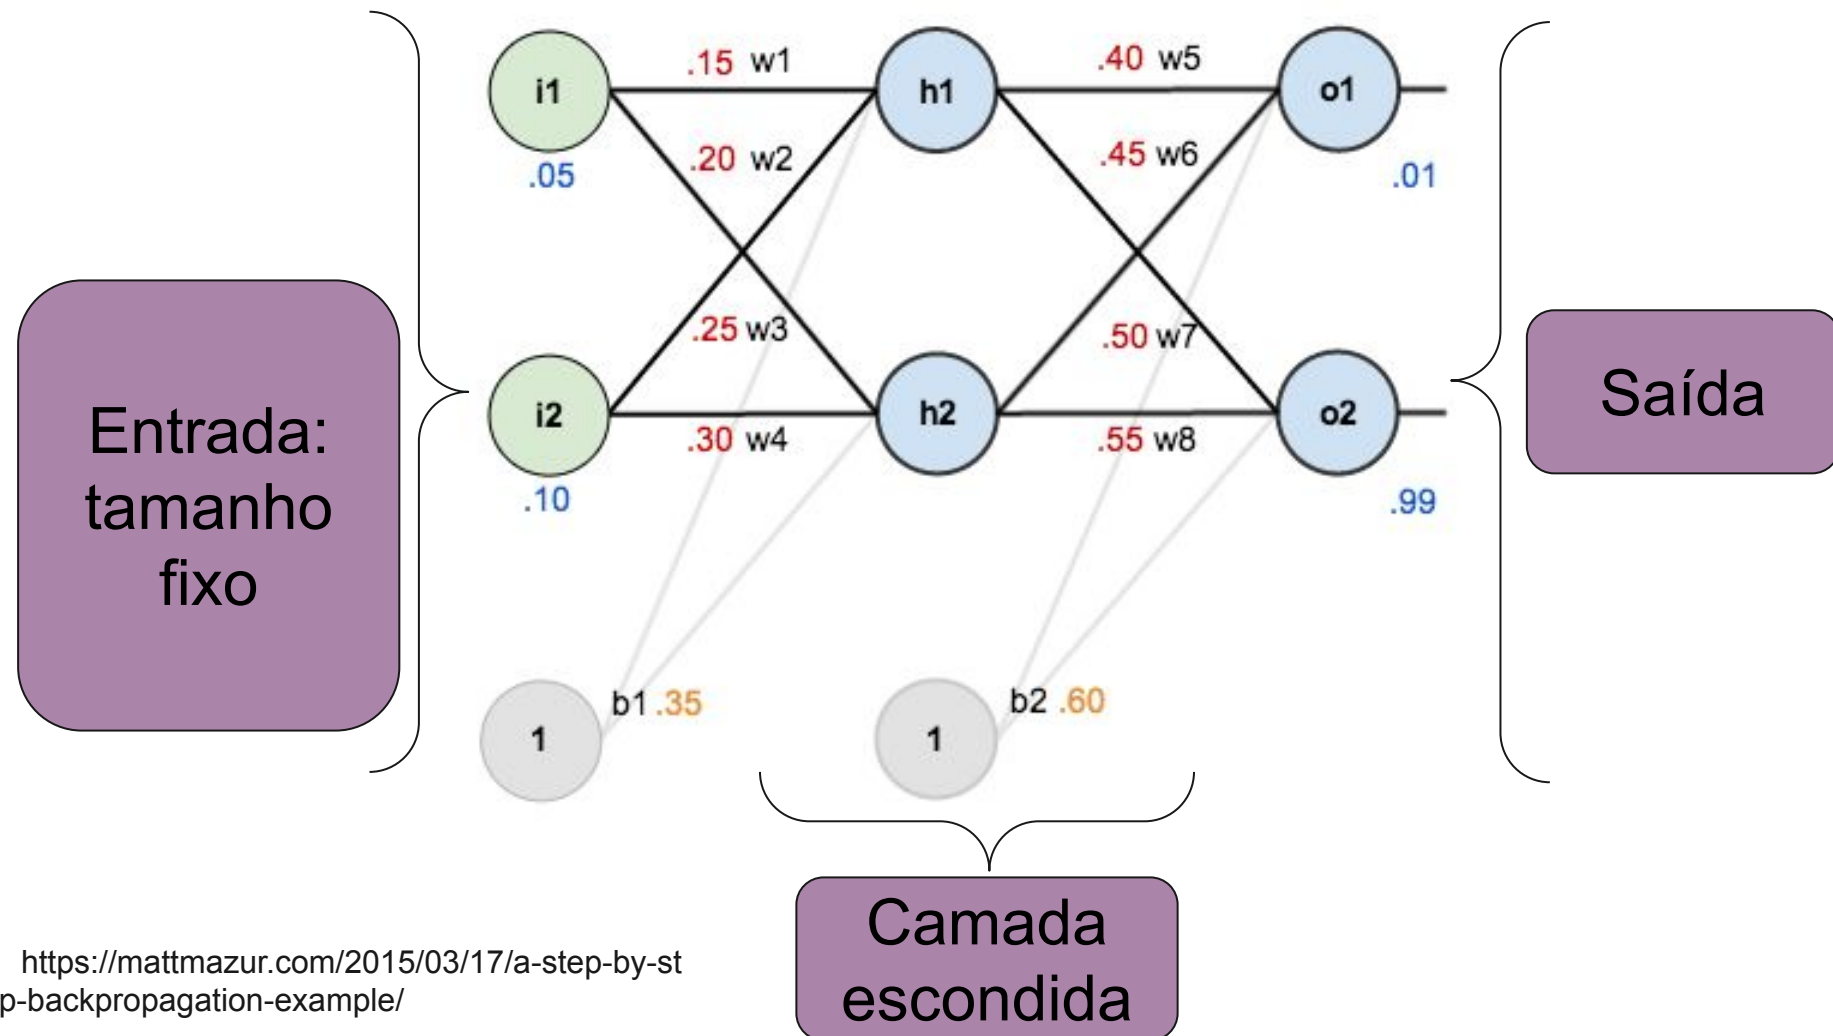 i1
.15 w1
h1
.40 w5
o1
.05
.20 w2
.45 w6
.01
Entrada:
tamanho
fixo
i2
.25 w3
h2
.50 w7
o2
Saída
.10
.30 w4
.55 w8
.99
1
b1 .35
1
b2 .60
Camada
escondida
https://mattmazur.com/2015/03/17/a-step-by-st
p-backpropagation-example/